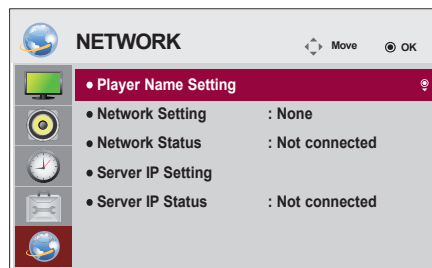 NETWORK Move OK
• Player Name Setting
• Network Setting : None
• Network Status : Not connected
• Server IP Setting
• Server IP Status : Not connected